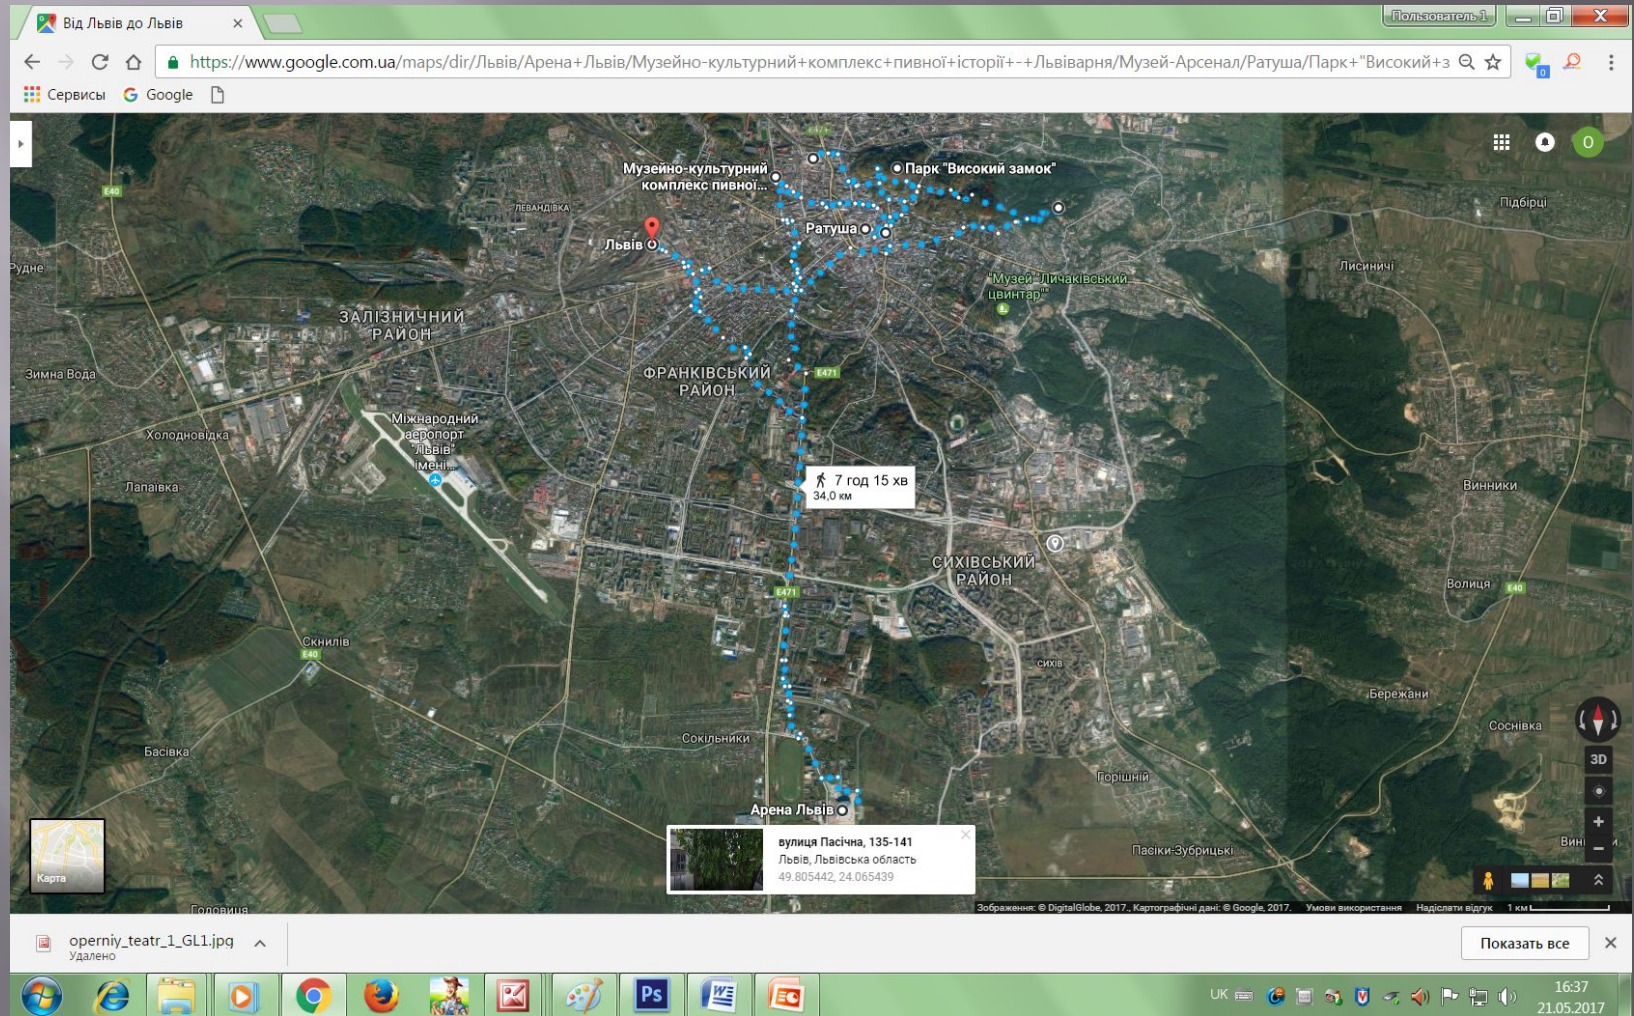 Від Львів до Львів
Пользователь 1
https://www.google.com.ua/maps/dir/Львів/Арена+Львів/Музейно-культурний+комплекс+пивної+історії+-+Львіварня/Музей-Арсенал/Ратуша/Парк+"Високий+з
0
Сервисы
Google
O
E471
Музейно-культурний
комплекс пивної...
Парк "Високий замок"
E40
ЛЕВАНДІВКА
Підбірці
Ратуша
Львів
Рудне
Лисиничі
"Музей "Личаківський
цвинтар""
ЗАЛІЗНИЧНИЙ
РАЙОН
Зимна Вода
ФРАНКІВСЬКИЙ
РАЙОН
E471
Міжнародний
аеропорт
"Львів"
імені...
Холодновідка
7 год 15 хв
34,0 км
Лапаївка
Винники
СИХІВСЬКИЙ
РАЙОН
Волиця
E40
E471
Скнилів
E40
СИХІВ
Бережани
Соснівка
Сокільники
Басівка
3D
Горішній
Арена Львів
вулиця Пасічна, 135-141
Львів, Львівська область
49.805442, 24.065439
Пасіки-Зубрицькі
Карта
Годовиця
Зображення: © DigitalGlobe, 2017., Картографічні дані: © Google, 2017.
Умови використання
Надіслати відгук
1 км
operniy_teatr_1_GL1.jpg
Удалено
Показать все
Ps
UK
16:37
21.05.2017